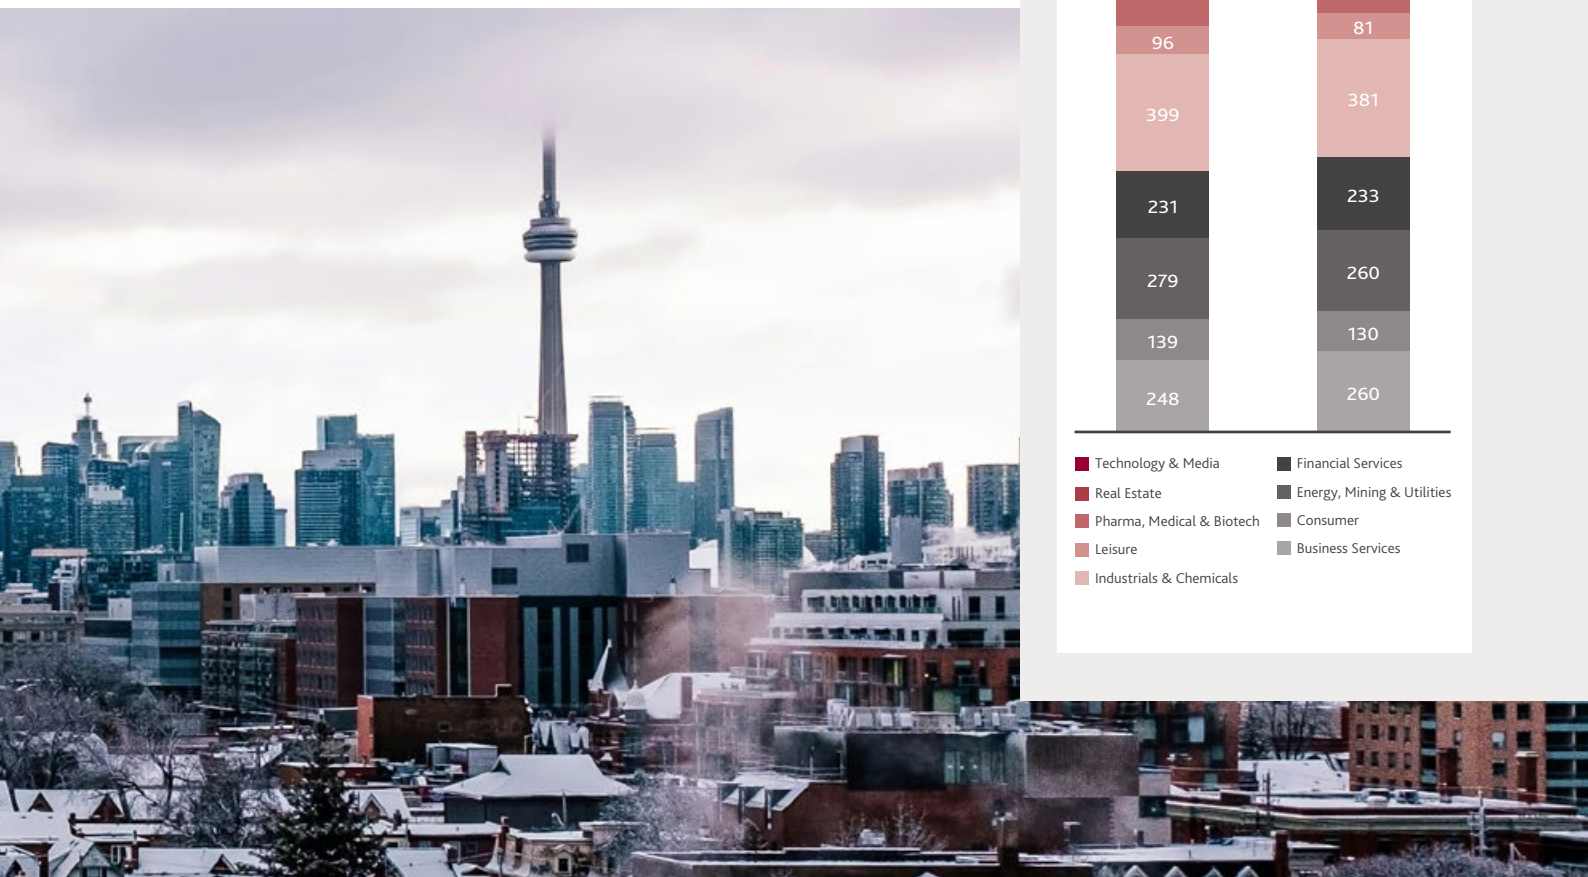 96 81
399 381
231 233
279 260
139 130
248 260
Technology & Media Financial Services
Real Estate Energy, Mining & Utilities
Pharma, Medical & Biotech Consumer
Leisure Business Services
Industrials & Chemicals